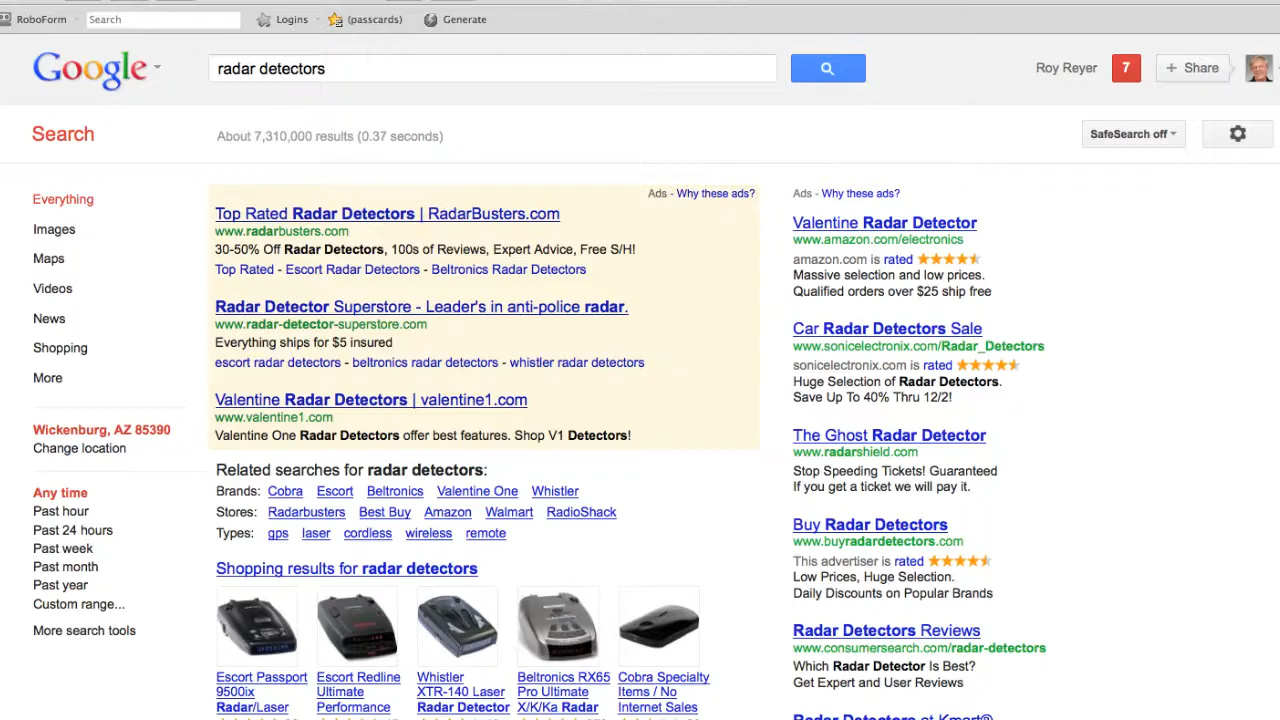 RoboForm
Search
Logins
(passcards)
Generate
Google
radar detectors
Roy Reyer
7
+ Share
Search
About 7,310,000 results (0.37 seconds)
SafeSearch off
Everything
Images
Maps
Videos
News
Shopping
More
Wickenburg, AZ 85390
Change location
Any time
Past hour
Past 24 hours
Past week
Past month
Past year
Custom range...
More search tools
Ads - Why these ads?
Top Rated Radar Detectors | RadarBusters.com
www.radarbusters.com
30-50% Off Radar Detectors, 100s of Reviews, Expert Advice, Free S/H!
Top Rated - Escort Radar Detectors - Beltronics Radar Detectors
Radar Detector Superstore - Leader's in anti-police radar.
www.radar-detector-superstore.com
Everything ships for $5 insured
escort radar detectors - beltronics radar detectors - whistler radar detectors
Valentine Radar Detectors | valentine1.com
www.valentine1.com
Valentine One Radar Detectors offer best features. Shop V1 Detectors!
Related searches for radar detectors:
Brands: Cobra Escort Beltronics Valentine One Whistler
Stores: Radarbusters Best Buy Amazon Walmart RadioShack
Types: gps laser cordless wireless remote
Shopping results for radar detectors
Escort Passport
9500ix
Radar/Laser
Escort Redline
Ultimate
Performance
Whistler
XTR-140 Laser
Radar Detector
Beltronics RX65
Pro Ultimate
X/K/Ka Radar
Cobra Specialty
Items / No
Internet Sales
Ads - Why these ads?
Valentine Radar Detector
www.amazon.com/electronics
amazon.com is rated
Massive selection and low prices.
Qualified orders over $25 ship free
Car Radar Detectors Sale
www.sonicelectronix.com/Radar_Detectors
sonicelectronix.com is rated
Huge Selection of Radar Detectors.
Save Up To 40% Thru 12/2!
The Ghost Radar Detector
www.radarshield.com
Stop Speeding Tickets! Guaranteed
If you get a ticket we will pay it.
Buy Radar Detectors
www.buyradardetectors.com
This advertiser is rated
Low Prices, Huge Selection.
Daily Discounts on Popular Brands
Radar Detectors Reviews
www.consumersearch.com/radar-detectors
Which Radar Detector Is Best?
Get Expert and User Reviews
Radar Detectors at Kmart®